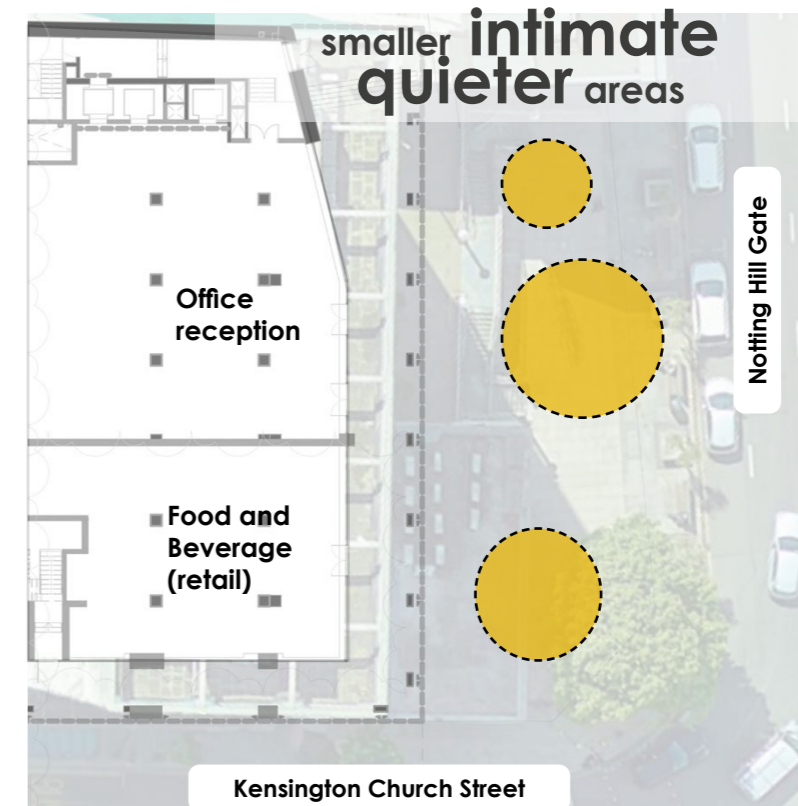 smaller intimate
quieter areas
Notting Hill Gate
Office
reception
Food and
Beverage
(retail)
Kensington Church Street